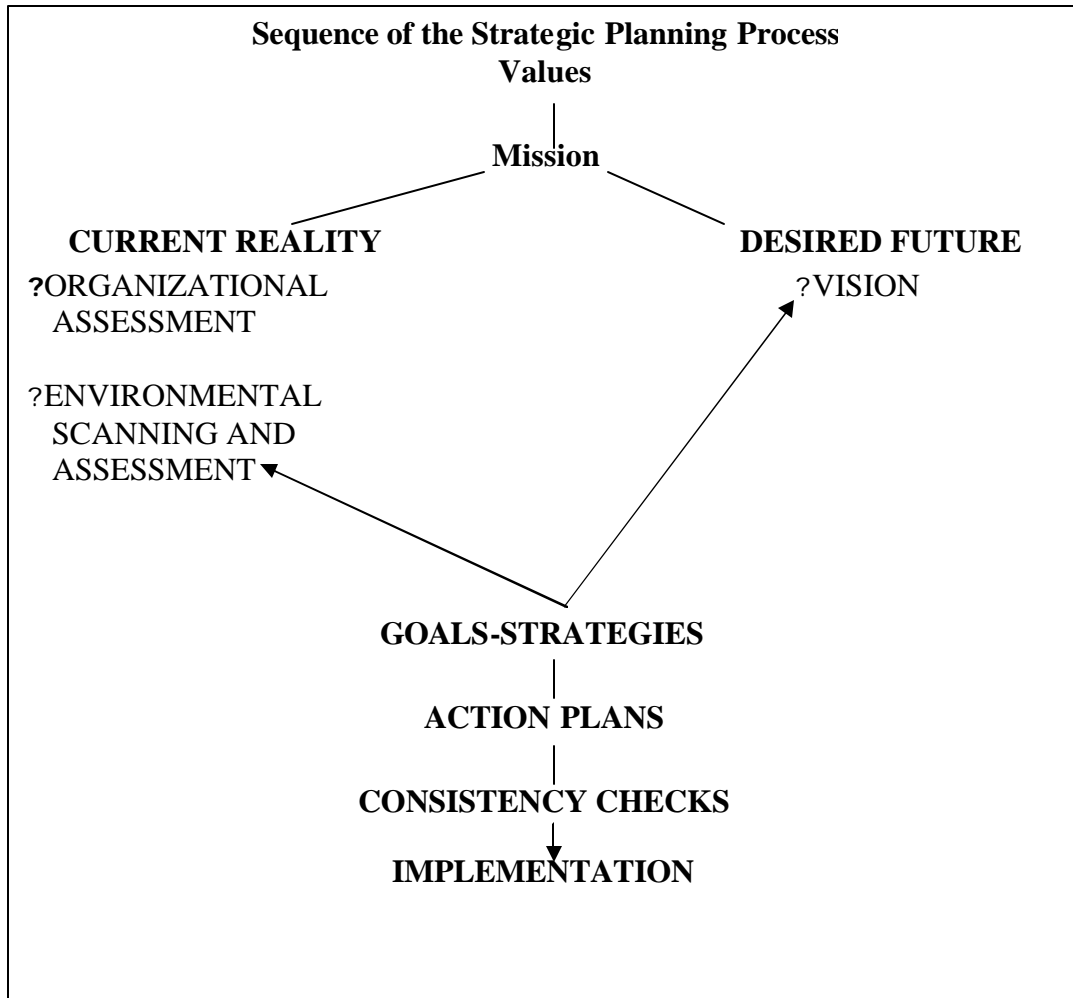 Sequence of the Strategic Planning Process
Values
Mission
CURRENT REALITY
?ORGANIZATIONAL
ASSESSMENT
?ENVIRONMENTAL
SCANNING AND
ASSESSMENT
DESIRED FUTURE
?VISION
GOALS-STRATEGIES
ACTION PLANS
CONSISTENCY CHECKS
IMPLEMENTATION